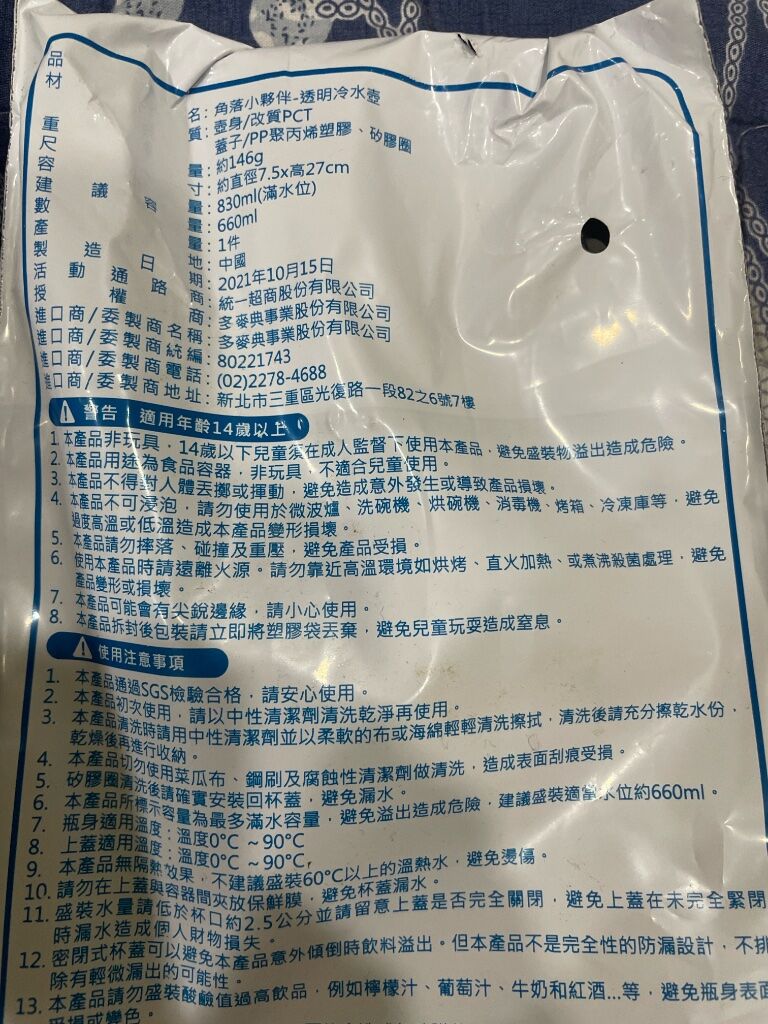 品名：角落小夥伴-透明冷水壺
材質：壺身/改質PCT
蓋子/PP聚丙烯塑膠、矽膠圈
重量：約146g
尺寸：約直徑7.5x高27cm
容量：830ml(滿水位)
建議容量：660ml
數量：1件
產地：中國
製造日期：2021年10月15日
活動通路商：統一超商股份有限公司
授權商：多麥典事業股份有限公司
進口商/委製商名稱：多麥典事業股份有限公司
進口商/委製商統編：80221743
進口商/委製商電話：(02)2278-4688
進口商/委製商地址：新北市三重區光復路一段82之6號7樓
警告 適用年齡14歲以上
1.本產品非玩具，14歲以下兒童須在成人監督下使用本產品，避免盛裝物溢出造成危險。
2.本產品用途為食品容器，非玩具，不適合兒童使用。
3.本產品不得對人體丟擲或揮動，避免造成意外發生或導致產品損壞。
4.本產品不可浸泡，請勿使用於微波爐、洗碗機、烘碗機、消毒機、烤箱、冷凍庫等，避免
過度高溫或低溫造成本產品變形損壞。
5.本產品請勿摔落、碰撞及重壓，避免產品受損。
6.使用本產品時請遠離火源。請勿靠近高溫環境如烘烤、直火加熱、或煮沸殺菌處理，避免
產品變形或損壞。
7.本產品可能會有尖銳邊緣，請小心使用。
8.本產品拆封後包裝請立即將塑膠袋丟棄，避免兒童玩耍造成窒息。
使用注意事項
1.本產品通過SGS檢驗合格，請安心使用。
2.本產品初次使用，請以中性清潔劑清洗乾淨再使用。
3.本產品清洗時請用中性清潔劑並以柔軟的布或海綿輕輕清洗擦拭，清洗後請充分擦乾水份，
乾燥後再進行收納。
4.本產品切勿使用菜瓜布、鋼刷及腐蝕性清潔劑做清洗，造成表面刮痕受損。
5.矽膠圈清洗後請確實安裝回杯蓋，避免漏水。
6.本產品所標示容量為最多滿水容量，避免溢出造成危險，建議盛裝適當水位約660ml。
7.瓶身適用溫度：溫度0°C ~90°C
8.上蓋適用溫度：溫度0°C ~90°C,
9.本產品無隔熱效果，不建議盛裝60°C以上的溫熱水，避免燙傷。
10.請勿在上蓋與容器間夾放保鮮膜，避免杯蓋漏水。
11.盛裝水量請低於杯口約2.5公分並請留意上蓋是否完全關閉，避免上蓋在未完全緊閉
時漏水造成個人財物損失。
12.密閉式杯蓋可以避免本產品意外傾倒時飲料溢出。但本產品不是完全性的防漏設計，不排
除有輕微漏出的可能性。
13.本產品請勿盛裝酸鹼值過高飲品，例如檸檬汁、葡萄汁、牛奶和紅酒...等，避免瓶身表面
受損或變色。